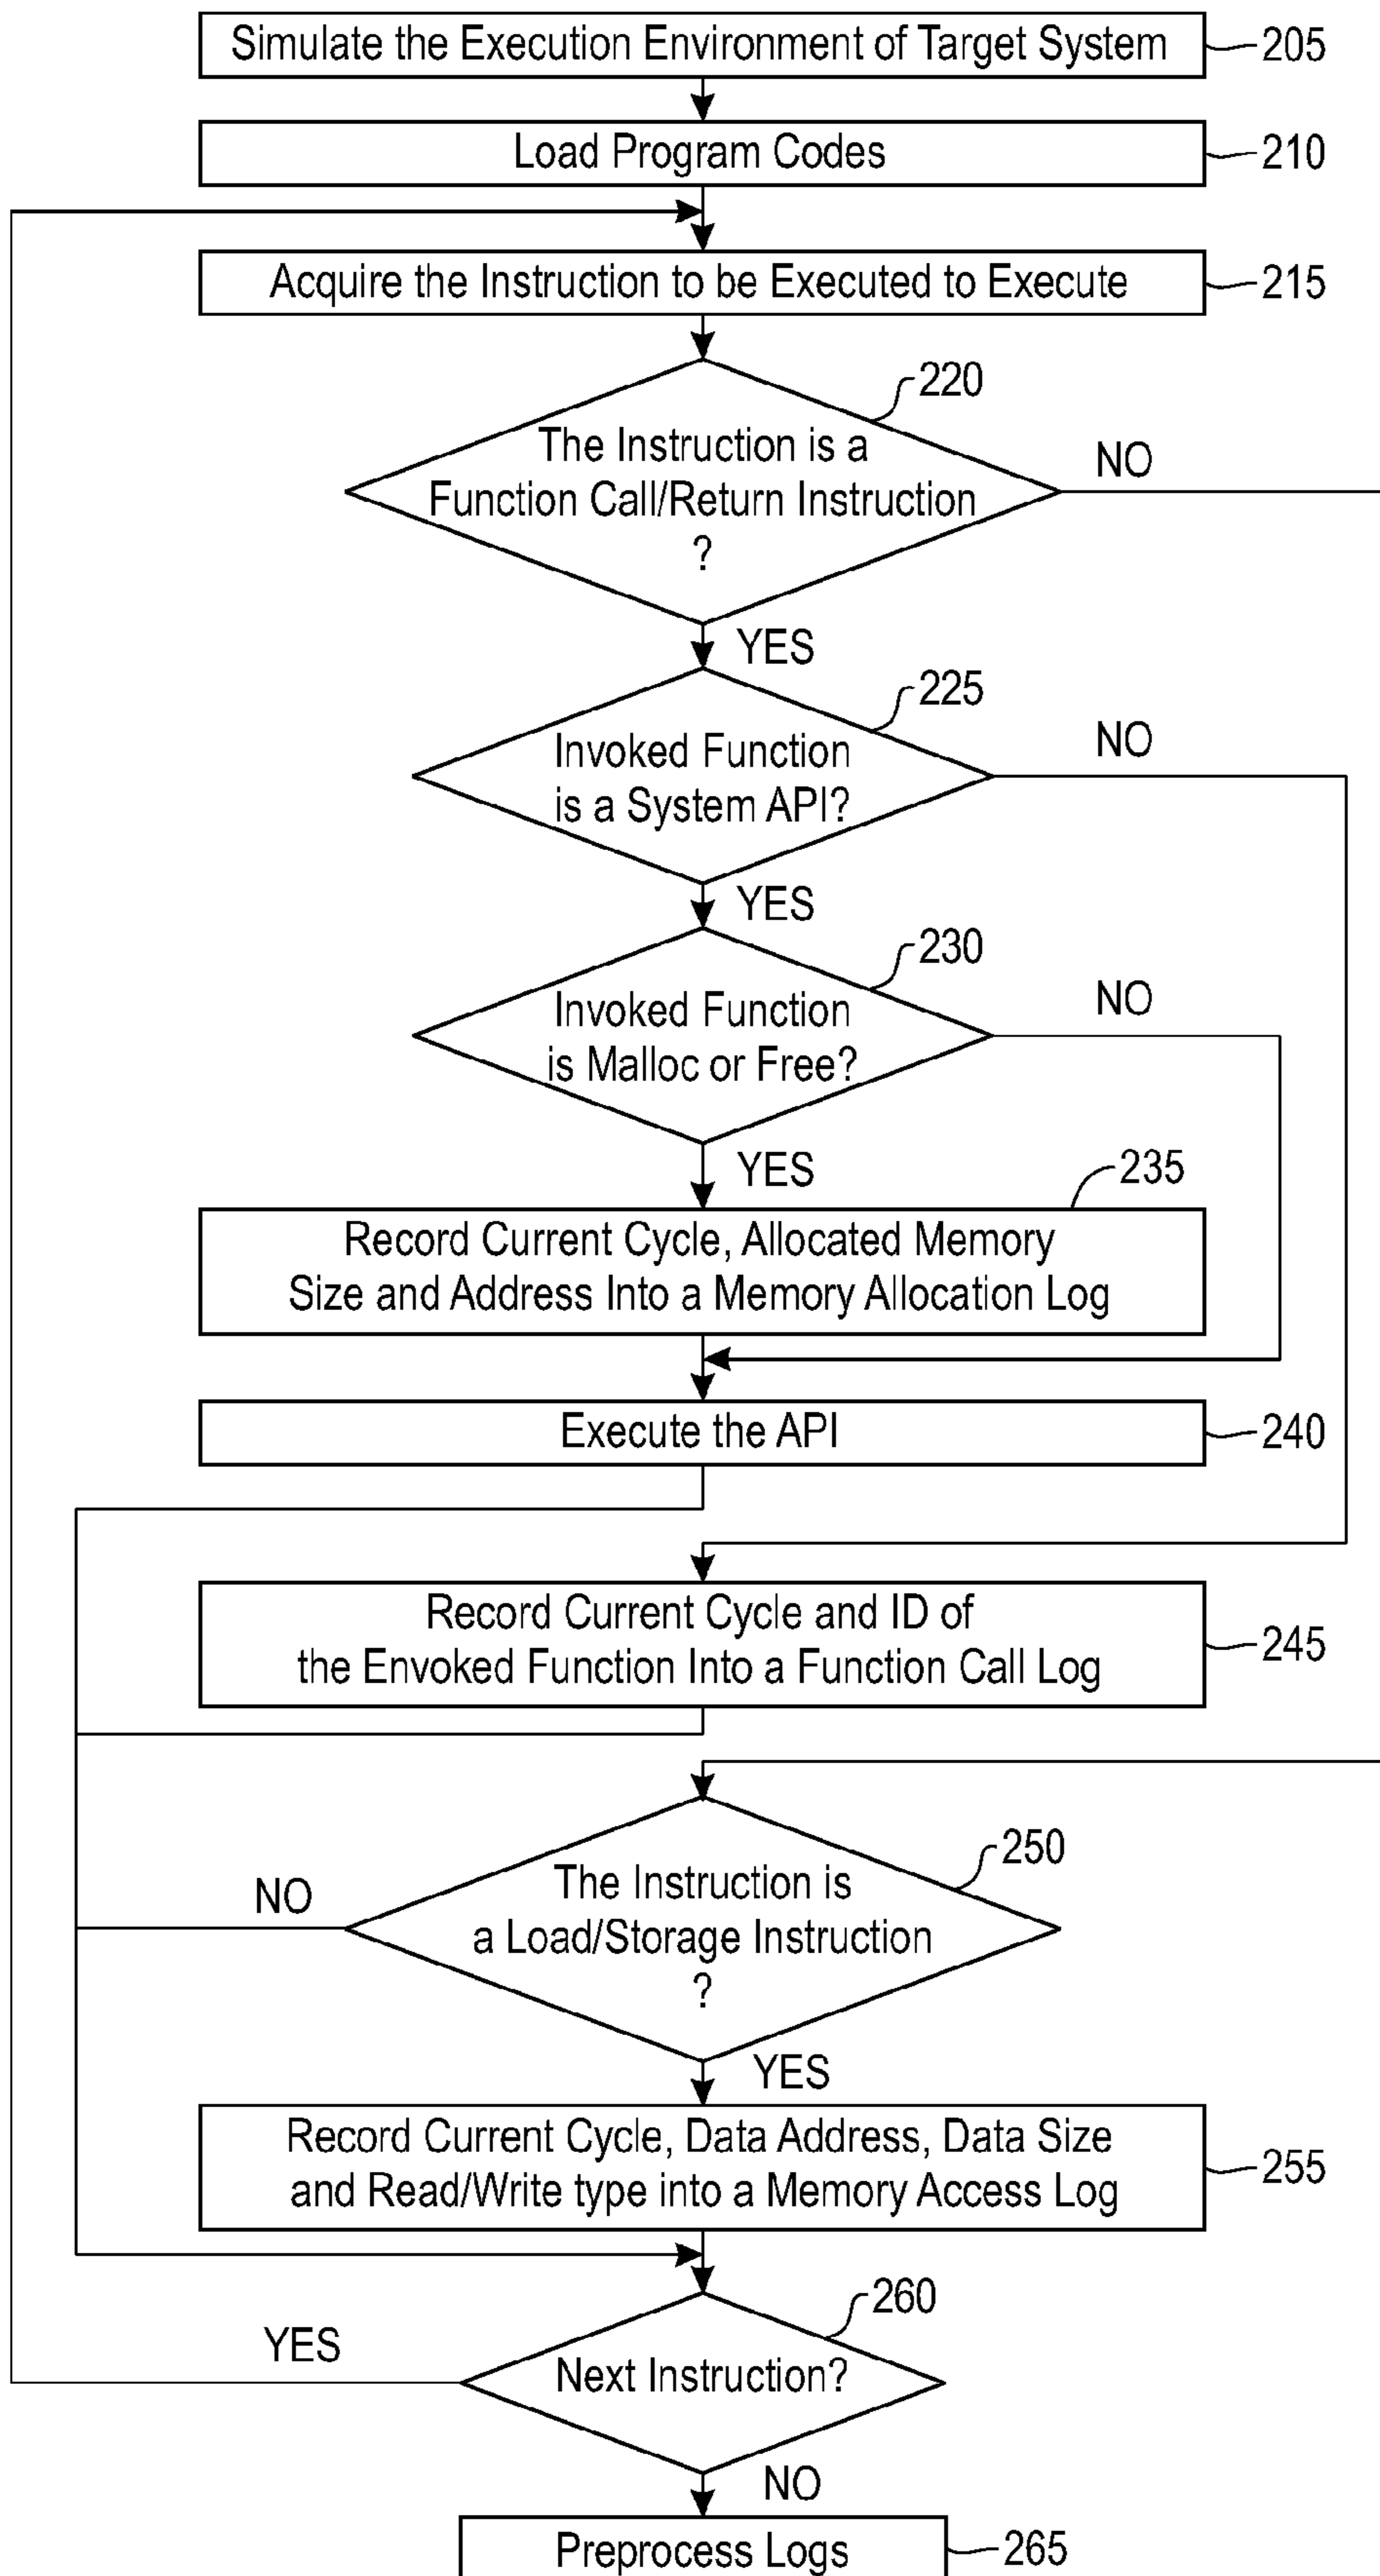 Simulate the Execution Environment of Target System
205
Load Program Codes
210
Acquire the Instruction to be Executed to Execute
215
220
The Instruction is a
Function Call/Return Instruction
?
NO
YES
225
Invoked Function
is a System API?
NO
YES
230
Invoked Function
is Malloc or Free?
NO
YES
235
Record Current Cycle, Allocated Memory
Size and Address Into a Memory Allocation Log
Execute the API
240
Record Current Cycle and ID of
the Envoked Function Into a Function Call Log
245
250
The Instruction is
a Load/Storage Instruction
?
NO
YES
Record Current Cycle, Data Address, Data Size
and Read/Write type into a Memory Access Log
255
260
Next Instruction?
YES
NO
Preprocess Logs
265